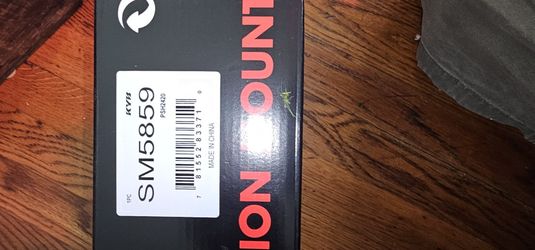 KYB
SM5859
1PC
PSH2420
7 81552 83371 0
MADE IN CHINA
ION MOUNT